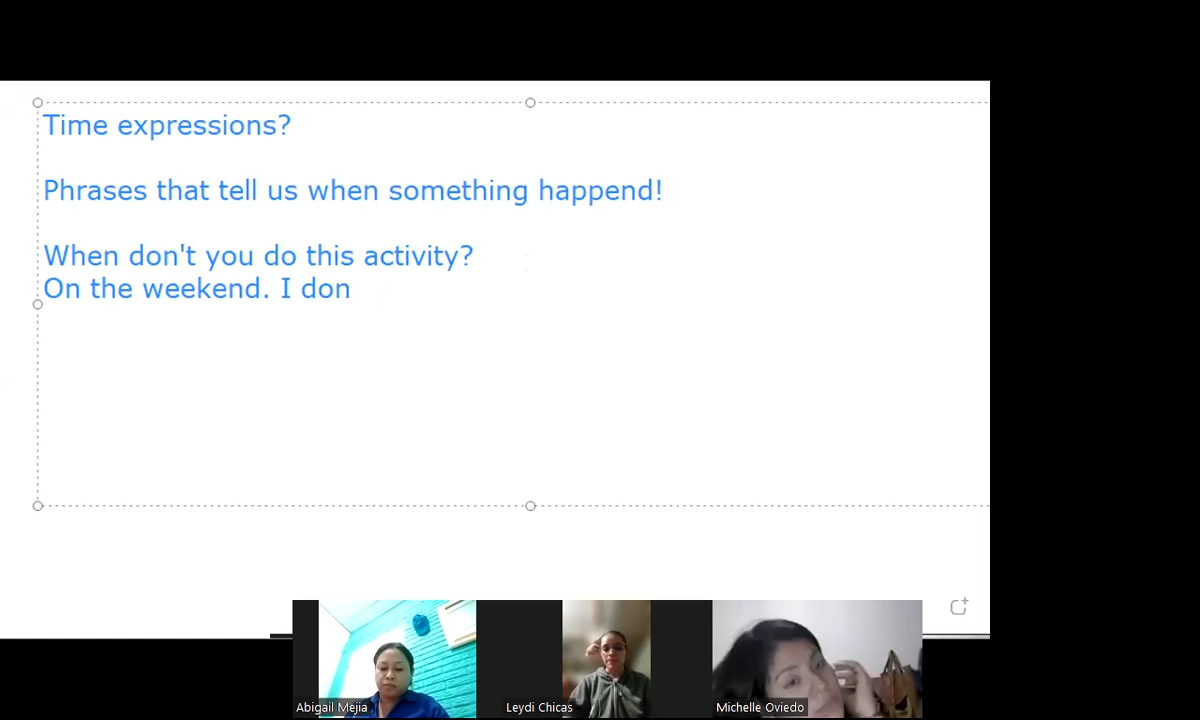 Time expressions?
Phrases that tell us when something happend!
When don't you do this activity?
On the weekend. I don
Abigail Mejia
Leydi Chicas
Michelle Oviedo